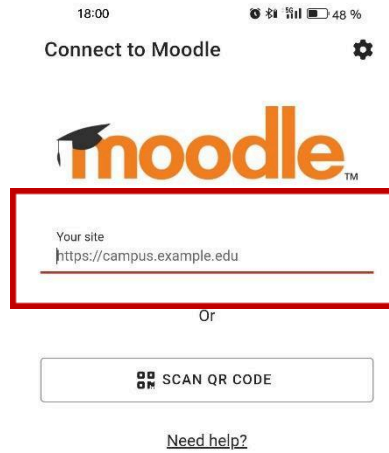 18:00 5G 48 %
Connect to Moodle
moodle TM
Your site
https://campus.example.edu
Or
SCAN QR CODE
Need help?